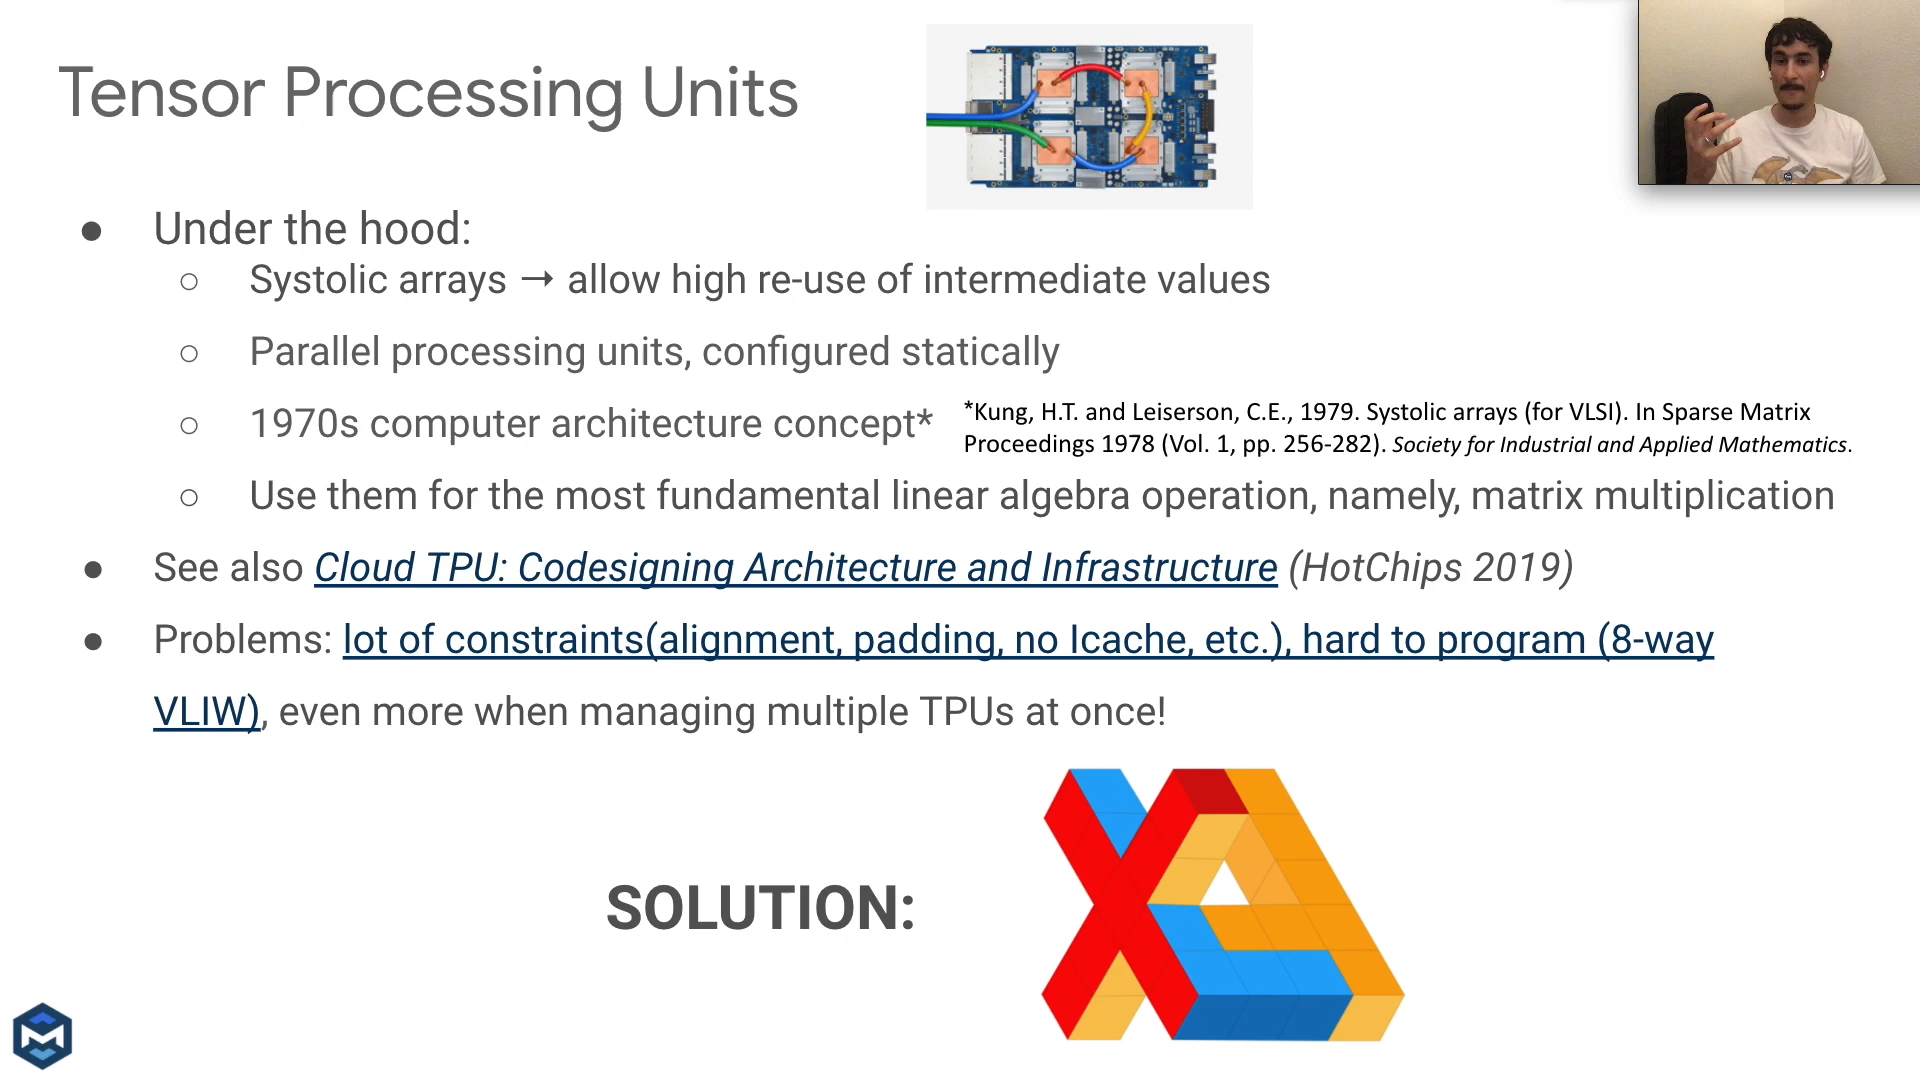 Tensor Processing Units
● Under the hood:
○ Systolic arrays → allow high re-use of intermediate values
○ Parallel processing units, configured statically
○ 1970s computer architecture concept*
*Kung, H.T. and Leiserson, C.E., 1979. Systolic arrays (for VLSI). In Sparse Matrix
Proceedings 1978 (Vol. 1, pp. 256-282). Society for Industrial and Applied Mathematics.
○ Use them for the most fundamental linear algebra operation, namely, matrix multiplication
● See also Cloud TPU: Codesigning Architecture and Infrastructure (HotChips 2019)
● Problems: lot of constraints(alignment, padding, no Icache, etc.), hard to program (8-way
VLIW), even more when managing multiple TPUs at once!
SOLUTION: